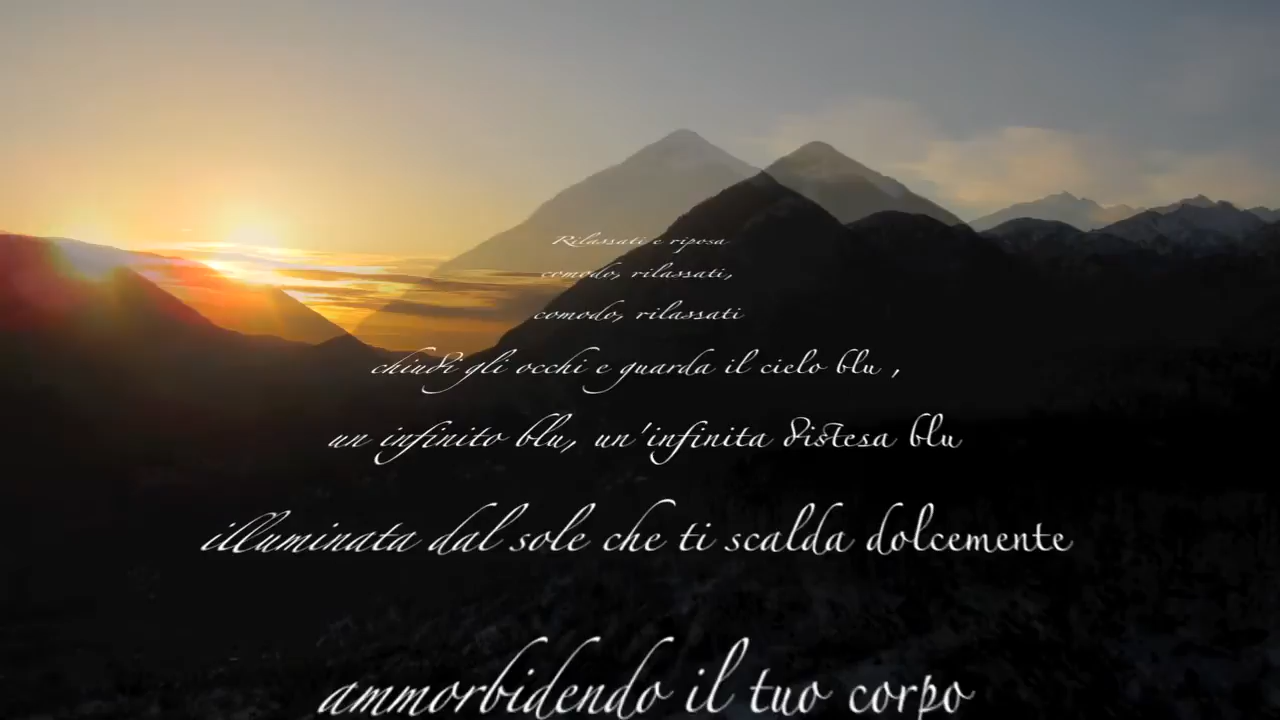 Rilassati e riposa
comodo, rilassati,
comodo, rilassati
chiudi gli occhi e guarda il cielo blu ,
un infinito blu, un'infinita distesa blu
illuminata dal sole che ti scalda dolcemente
ammorbidendo il tuo corpo